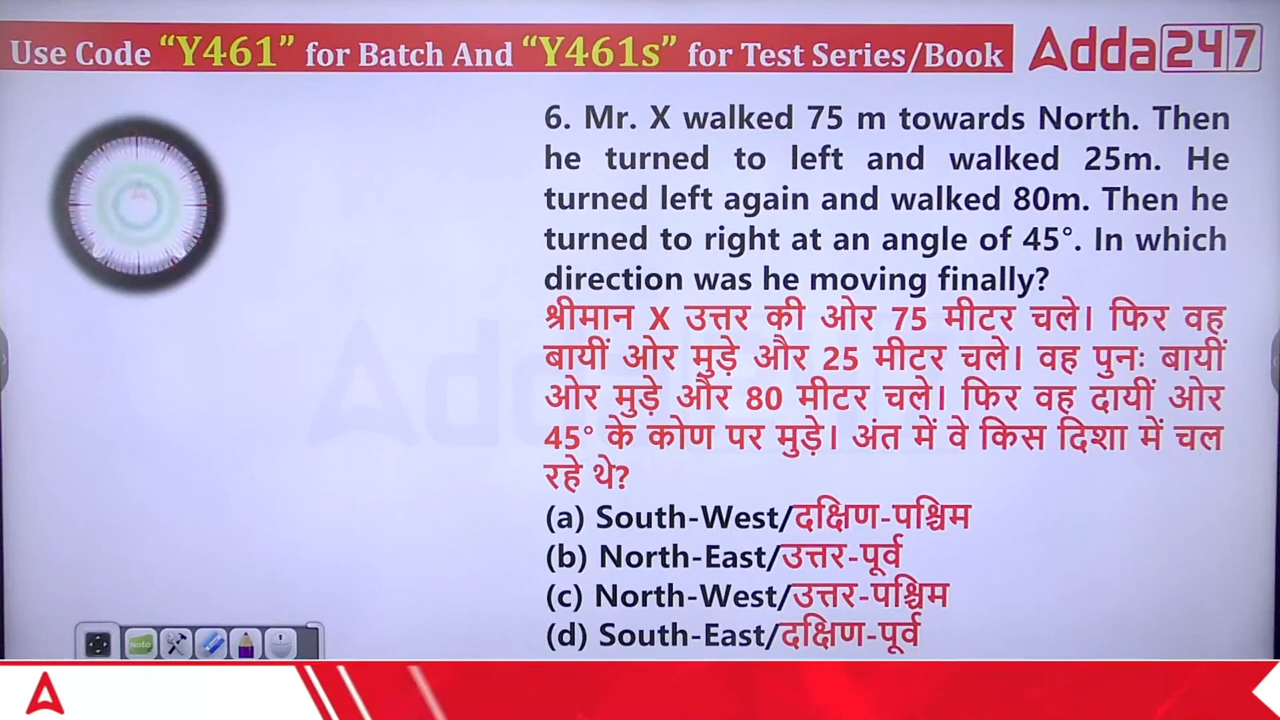 Use Code “Y461” for Batch And “Y461s” for Test Series/Book
Adda247
6. Mr. X walked 75 m towards North. Then
he turned to left and walked 25m. He
turned left again and walked 80m. Then he
turned to right at an angle of 45°. In which
direction was he moving finally?
श्रीमान X उत्तर की ओर 75 मीटर चले। फिर वह
बायीं ओर मुड़े और 25 मीटर चले। वह पुनः बायीं
ओर मुड़े और 80 मीटर चले। फिर वह दायीं ओर
45° के कोण पर मुड़े। अंत में वे किस दिशा में चल
रहे थे?
(a) South-West/दक्षिण-पश्चिम
(b) North-East/उत्तर-पूर्व
(c) North-West/उत्तर-पश्चिम
(d) South-East/दक्षिण-पूर्व
Note